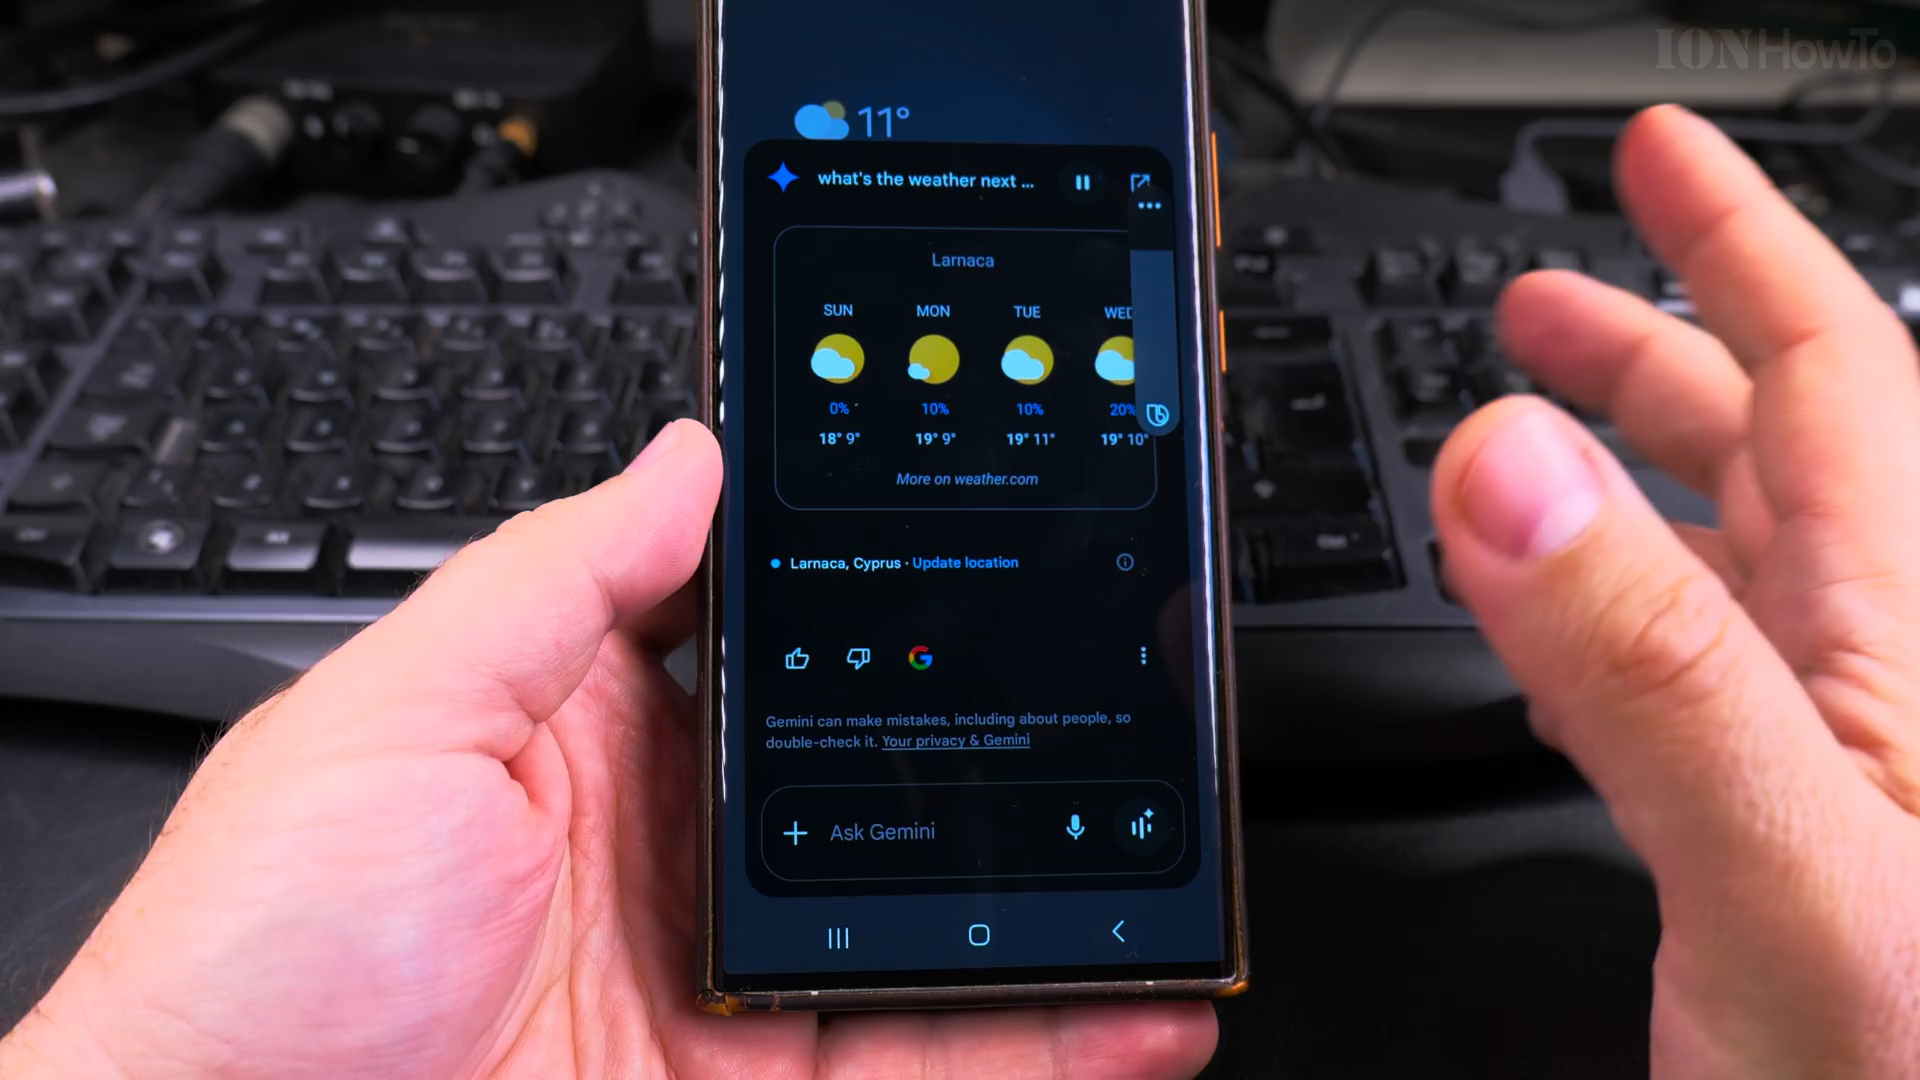 IONHowTo
11°
what's the weather next ...
Larnaca
SUN MON TUE WED
0% 10% 10% 20%
18° 9° 19° 9° 19° 11° 19° 10°
More on weather.com
Larnaca, Cyprus · Update location
Gemini can make mistakes, including about people, so
double-check it. Your privacy & Gemini
Ask Gemini